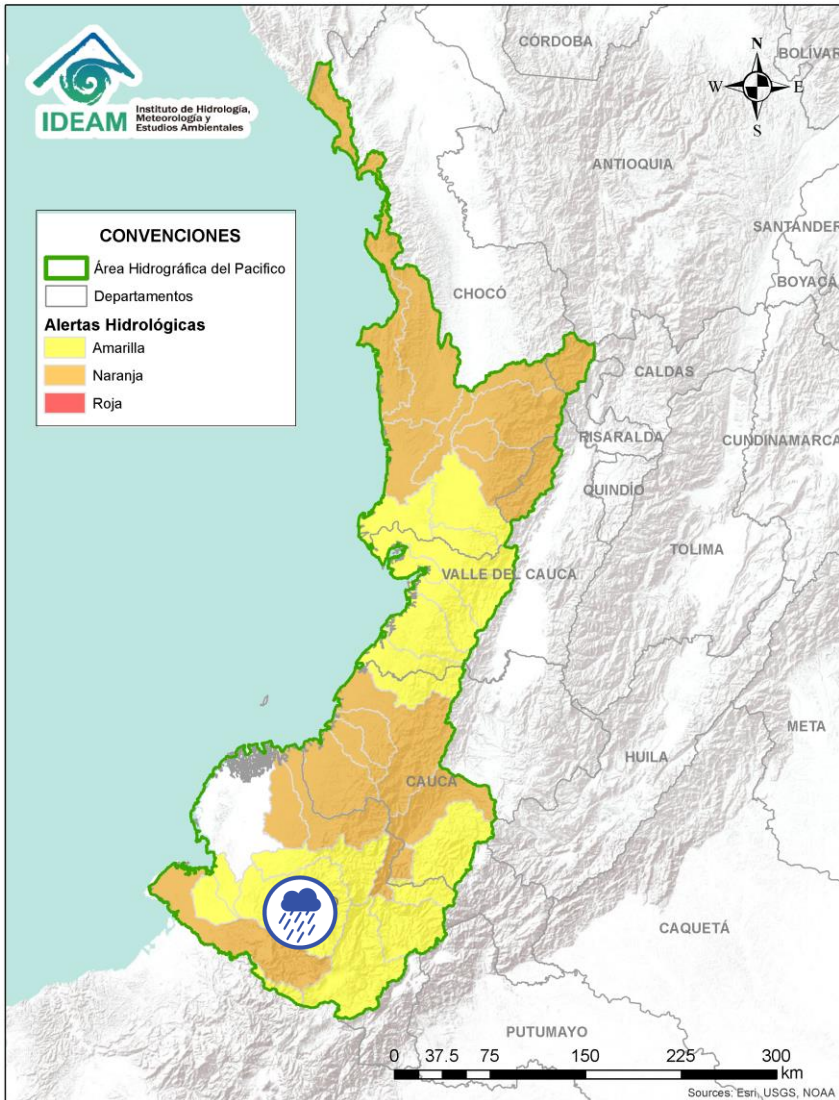 IDEAM
Instituto de Hidrología,
Meteorología y
Estudios Ambientales
CONVENCIONES
Área Hidrográfica del Pacifico
Departamentos
Alertas Hidrológicas
Amarilla
Naranja
Roja
N
W E
S
CÓRDOBA
BOLÍVAR
ANTIOQUIA
SANTANDER
BOYACÁ
CHOCÓ
CALDAS
RISARALDA
CUNDINAMARCA
QUINDÍO
TOLIMA
VALLE DEL CAUCA
META
HUILA
CAUCA
CAQUETÁ
PUTUMAYO
0 37.5 75 150 225 300
km
Sources: Esri, USGS, NOAA